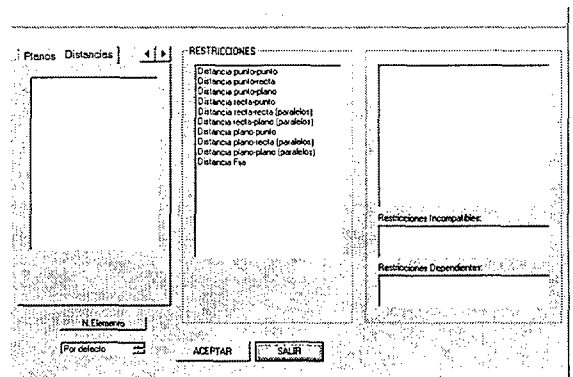 Planos Distancias
RESTRICCIONES
Distancia punto-punto
Distancia punto-recta
Distancia punto-plano
Distancia recta-punto
Distancia recta-recta (paralelos)
Distancia recta-plano (paralelos)
Distancia plano-punto
Distancia plano-recta (paralelos)
Distancia plano-plano (paralelos)
Distancia Fija
Restricciones Incompatibles:
Restricciones Dependientes:
N.Elemento
Por defecto
ACEPTAR
SALIR